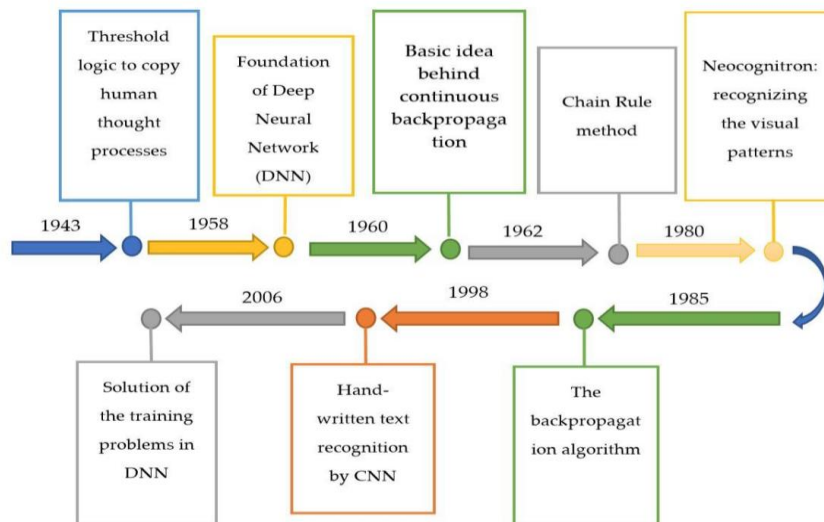 Threshold
logic to copy
human
thought
processes
Foundation
of Deep
Neural
Network
(DNN)
Basic idea
behind
continuous
backpropaga
tion
Chain Rule
method
Neocognitron:
recognizing
the visual
patterns
1943
1958
1960
1962
1980
2006
1998
1985
Solution of
the training
problems in
DNN
Hand-
written text
recognition
by CNN
The
backpropagat
ion algorithm